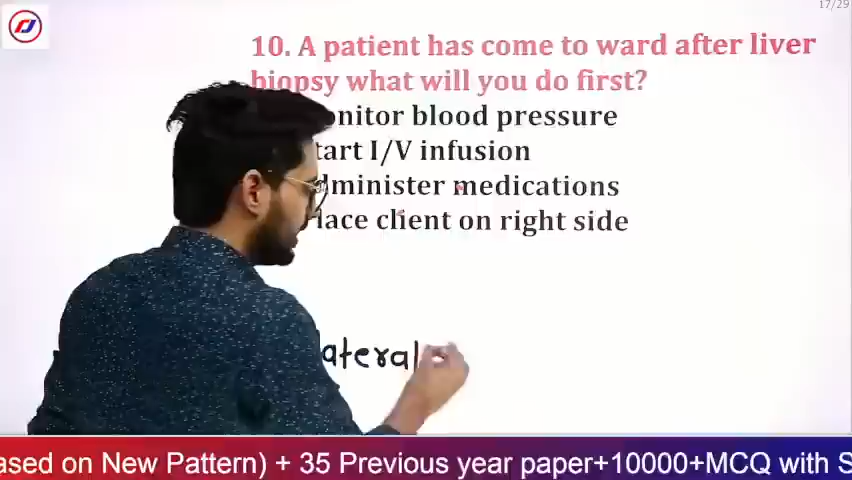 17/29
10. A patient has come to ward after liver
biopsy what will you do first?
onitor blood pressure
tart I/V infusion
dminister medications
lace client on right side
ateral
ased on New Pattern) + 35 Previous year paper+10000+MCQ with S